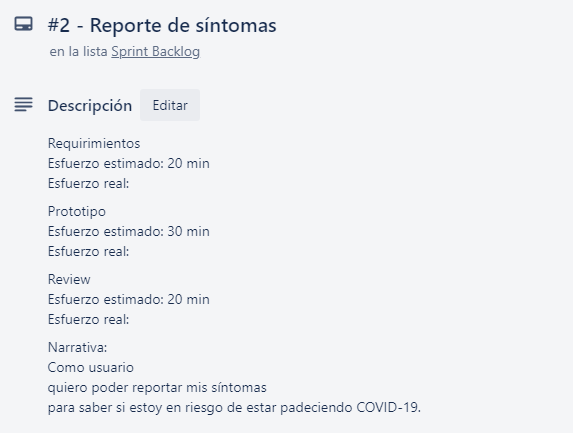 #2 - Reporte de síntomas
en la lista Sprint Backlog
Descripción Editar
Requirimientos
Esfuerzo estimado: 20 min
Esfuerzo real:
Prototipo
Esfuerzo estimado: 30 min
Esfuerzo real:
Review
Esfuerzo estimado: 20 min
Esfuerzo real:
Narrativa:
Como usuario
quiero poder reportar mis síntomas
para saber si estoy en riesgo de estar padeciendo COVID-19.